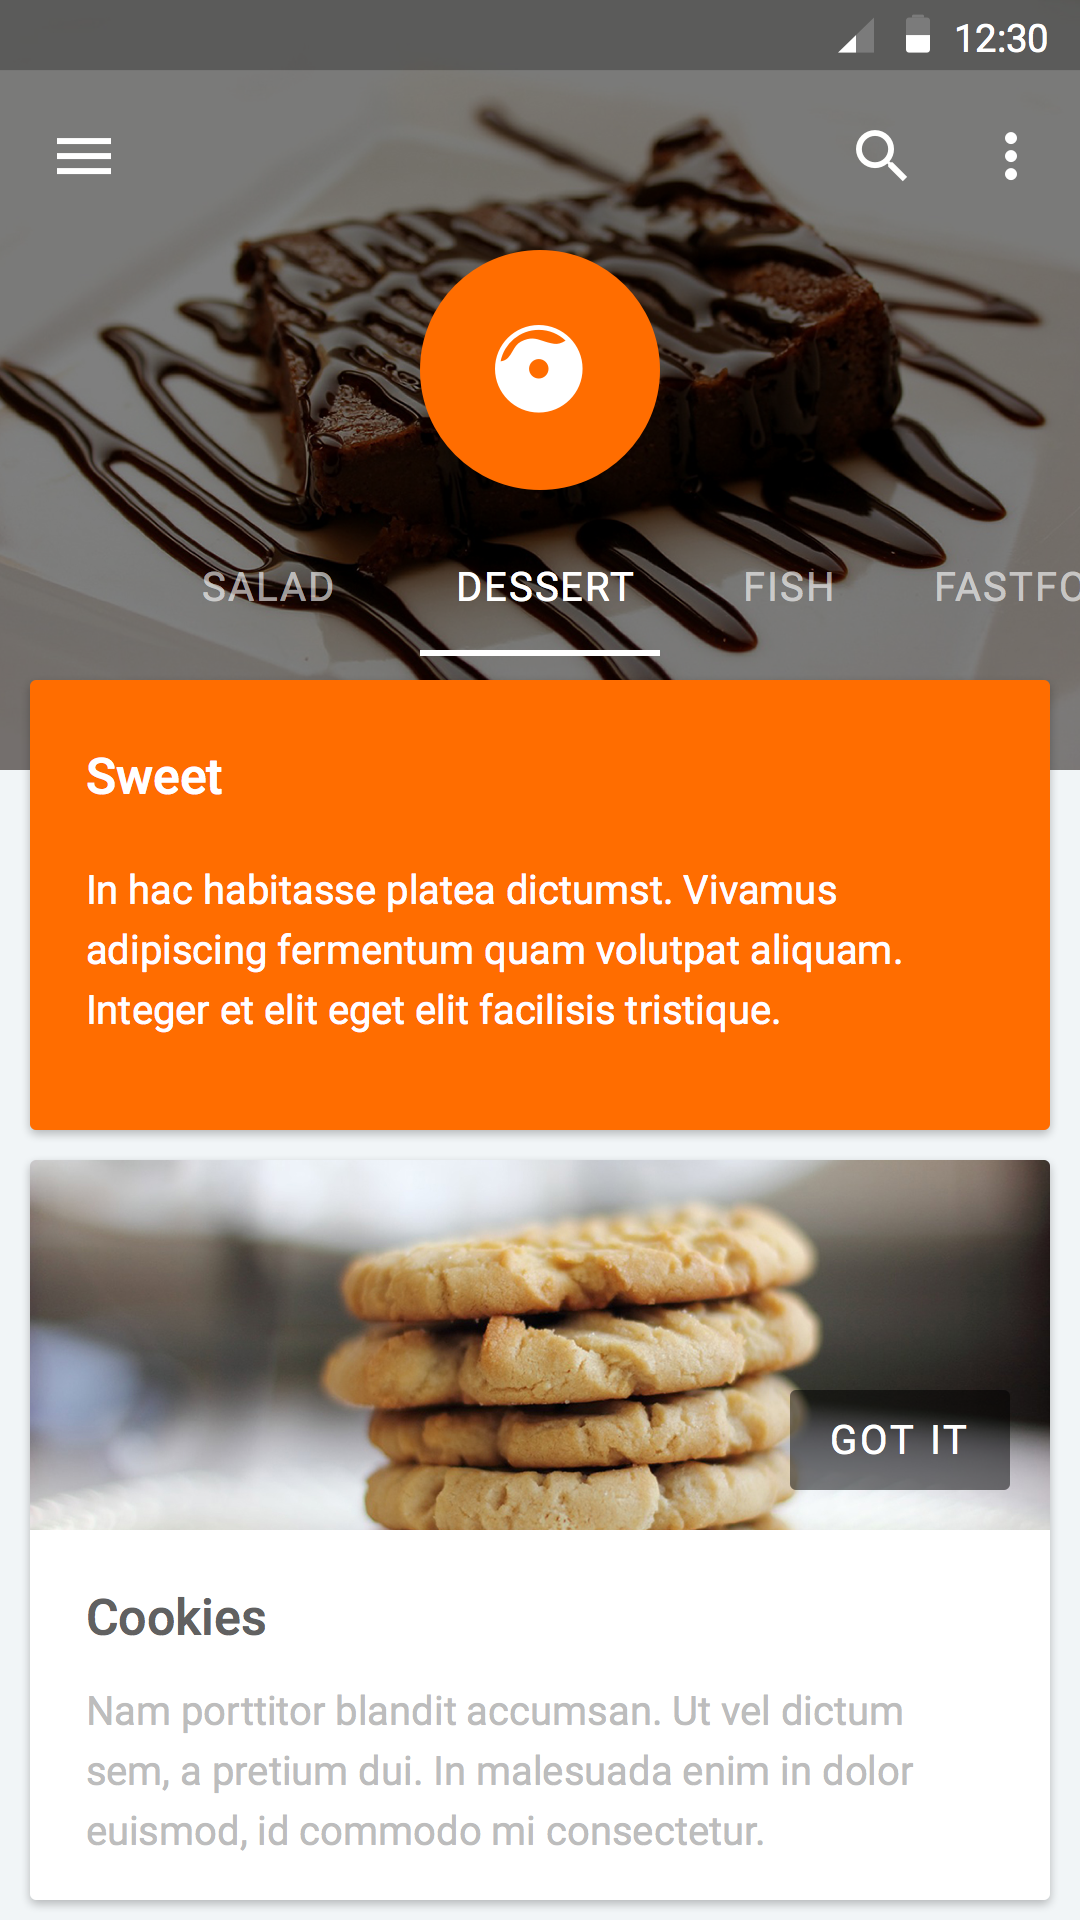 12:30
SALAD DESSERT FISH FASTFO
Sweet
In hac habitasse platea dictumst. Vivamus
adipiscing fermentum quam volutpat aliquam.
Integer et elit eget elit facilisis tristique.
GOT IT
Cookies
Nam porttitor blandit accumsan. Ut vel dictum
sem, a pretium dui. In malesuada enim in dolor
euismod, id commodo mi consectetur.